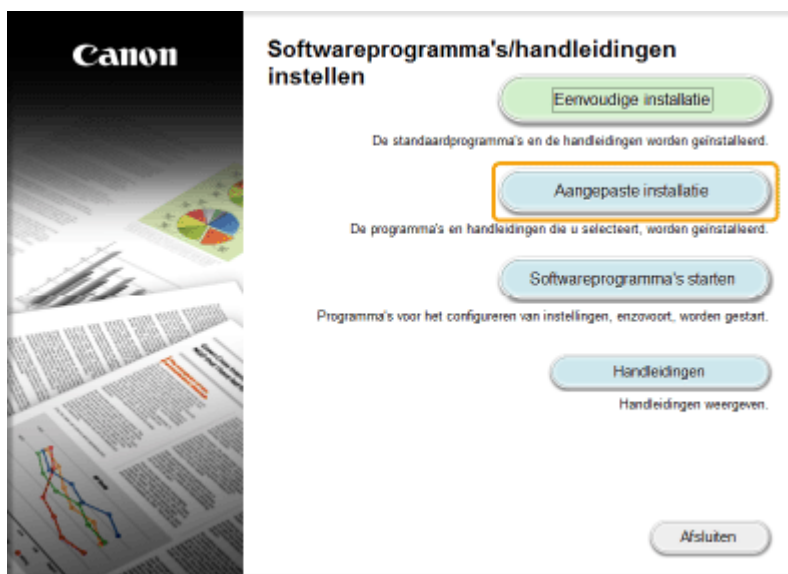 Canon
Softwareprogramma's/handleidingen
instellen
Eenvoudige installatie
De standaardprogramma's en de handleidingen worden geïnstalleerd.
Aangepaste installatie
De programma's en handleidingen die u selecteert, worden geïnstalleerd.
Softwareprogramma's starten
Programma's voor het configureren van instellingen, enzovoort, worden gestart.
Handleidingen
Handleidingen weergeven.
Afsluiten